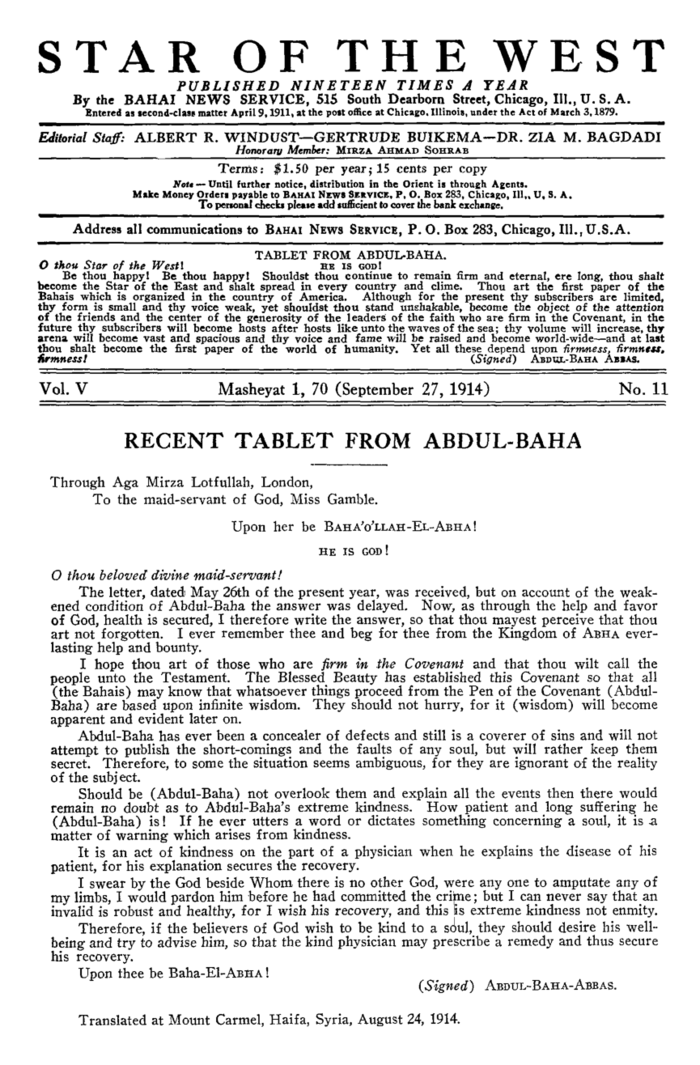 STAR OF THE WEST
PUBLISHED NINETEEN TIMES A YEAR
By the BAHAI NEWS SERVICE, 515 South Dearborn Street, Chicago, Ill., U. S. A.
Entered as second-class matter April 9, 1911, at the post office at Chicago, Illinois, under the Act of March 3, 1879.
Editorial Staff: ALBERT R. WINDUST—GERTRUDE BUIKEMA—DR. ZIA M. BAGDADI
Honorary Member: MIRZA AHMAD SOHRAB
Terms: $1.50 per year; 15 cents per copy
Note — Until further notice, distribution in the Orient is through Agents.
Make Money Orders payable to BAHAI NEWS SERVICE, P. O. Box 283, Chicago, Ill., U. S. A.
To personal checks please add sufficient to cover the bank exchange.
Address all communications to BAHAI NEWS SERVICE, P. O. Box 283, Chicago, Ill., U.S.A.
TABLET FROM ABDUL-BAHA.
O thou Star of the West! HE IS GOD!
Be thou happy! Be thou happy! Shouldst thou continue to remain firm and eternal, ere long, thou shalt
become the Star of the East and shalt spread in every country and clime. Thou art the first paper of the
Bahais which is organized in the country of America. Although for the present thy subscribers are limited,
thy form is small and thy voice weak, yet shouldst thou stand unshakable, become the object of the attention
of the friends and the center of the generosity of the leaders of the faith who are firm in the Covenant, in the
future thy subscribers will become hosts after hosts like unto the waves of the sea; thy volume will increase, thy
arena will become vast and spacious and thy voice and fame will be raised and become world-wide—and at last
thou shalt become the first paper of the world of humanity. Yet all these depend upon firmness, firmness,
firmness! (Signed) ABDUL-BAHA ABBAS.
Vol. V Masheyat 1, 70 (September 27, 1914) No. 11
RECENT TABLET FROM ABDUL-BAHA
Through Aga Mirza Lotfullah, London,
To the maid-servant of God, Miss Gamble.
Upon her be BAHA'O'LLAH-EL-ABHA!
HE IS GOD!
O thou beloved divine maid-servant!
The letter, dated May 26th of the present year, was received, but on account of the weak-
ened condition of Abdul-Baha the answer was delayed. Now, as through the help and favor
of God, health is secured, I therefore write the answer, so that thou mayest perceive that thou
art not forgotten. I ever remember thee and beg for thee from the Kingdom of ABHA ever-
lasting help and bounty.
I hope thou art of those who are firm in the Covenant and that thou wilt call the
people unto the Testament. The Blessed Beauty has established this Covenant so that all
(the Bahais) may know that whatsoever things proceed from the Pen of the Covenant (Abdul-
Baha) are based upon infinite wisdom. They should not hurry, for it (wisdom) will become
apparent and evident later on.
Abdul-Baha has ever been a concealer of defects and still is a coverer of sins and will not
attempt to publish the short-comings and the faults of any soul, but will rather keep them
secret. Therefore, to some the situation seems ambiguous, for they are ignorant of the reality
of the subject.
Should be (Abdul-Baha) not overlook them and explain all the events then there would
remain no doubt as to Abdul-Baha's extreme kindness. How patient and long suffering he
(Abdul-Baha) is! If he ever utters a word or dictates something concerning a soul, it is a
matter of warning which arises from kindness.
It is an act of kindness on the part of a physician when he explains the disease of his
patient, for his explanation secures the recovery.
I swear by the God beside Whom there is no other God, were any one to amputate any of
my limbs, I would pardon him before he had committed the crime; but I can never say that an
invalid is robust and healthy, for I wish his recovery, and this is extreme kindness not enmity.
Therefore, if the believers of God wish to be kind to a soul, they should desire his well-
being and try to advise him, so that the kind physician may prescribe a remedy and thus secure
his recovery.
Upon thee be Baha-El-ABHA!
(Signed) ABDUL-BAHA-ABBAS.
Translated at Mount Carmel, Haifa, Syria, August 24, 1914.